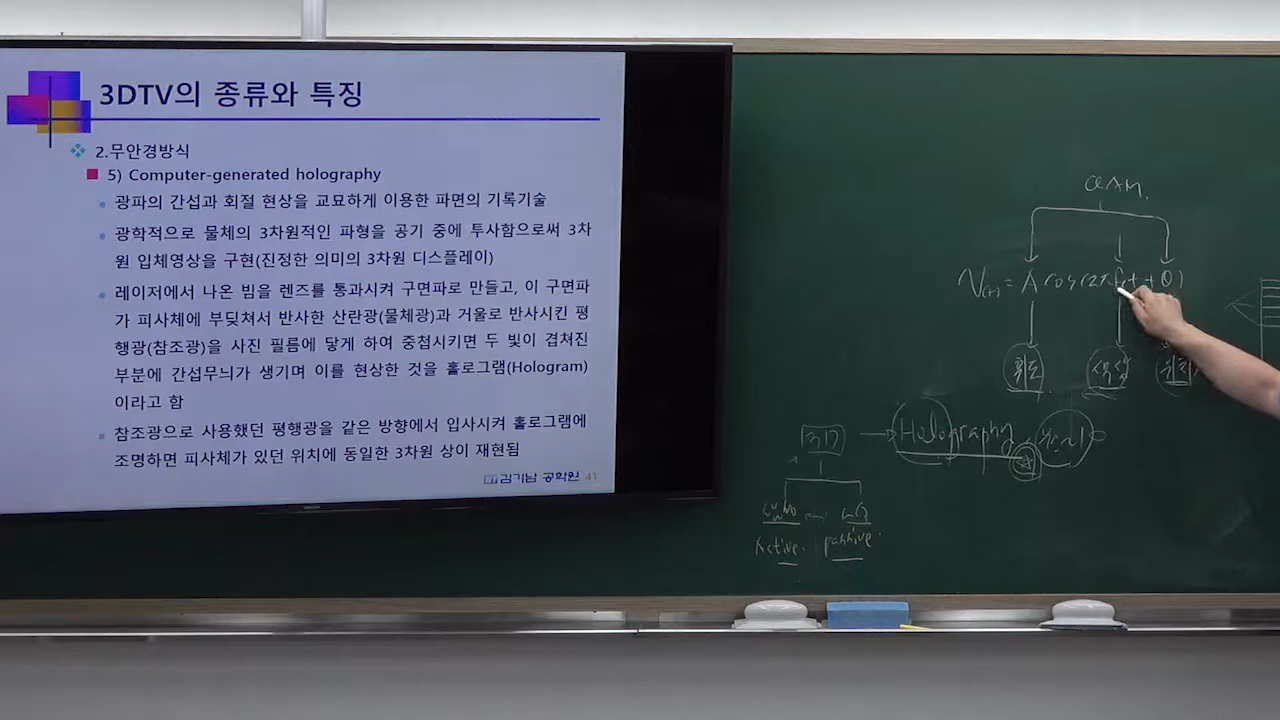 3DTV의 종류와 특징
2.무안경방식
5) Computer-generated holography
광파의 간섭과 회절 현상을 교묘하게 이용한 파면의 기록기술
광학적으로 물체의 3차원적인 파형을 공기 중에 투사함으로써 3차
원 입체영상을 구현(진정한 의미의 3차원 디스플레이)
레이저에서 나온 빔을 렌즈를 통과시켜 구면파로 만들고, 이 구면파
가 피사체에 부딪쳐서 반사한 산란광(물체광)과 거울로 반사시킨 평
행광(참조광)을 사진 필름에 닿게 하여 중첩시키면 두 빛이 겹쳐진
부분에 간섭무늬가 생기며 이를 현상한 것을 홀로그램(Hologram)
이라고 함
참조광으로 사용했던 평행광을 같은 방향에서 입사시켜 홀로그램에
조명하면 피사체가 있던 위치에 동일한 3차원 상이 재현됨
김기남 공학원 41
QAM.
= A cos(2π
휘도 색상 위치
3D Holography
Active. passive.